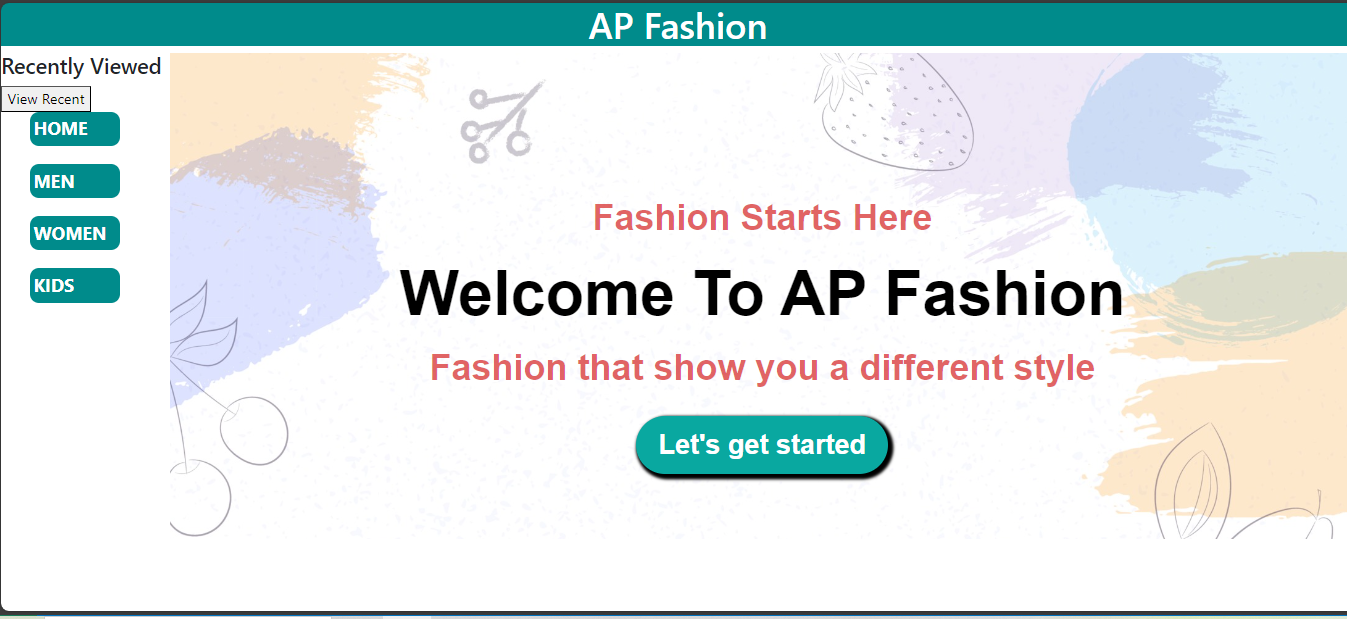 AP Fashion
Recently Viewed
View Recent
HOME
MEN
WOMEN
KIDS
Fashion Starts Here
Welcome To AP Fashion
Fashion that show you a different style
Let's get started